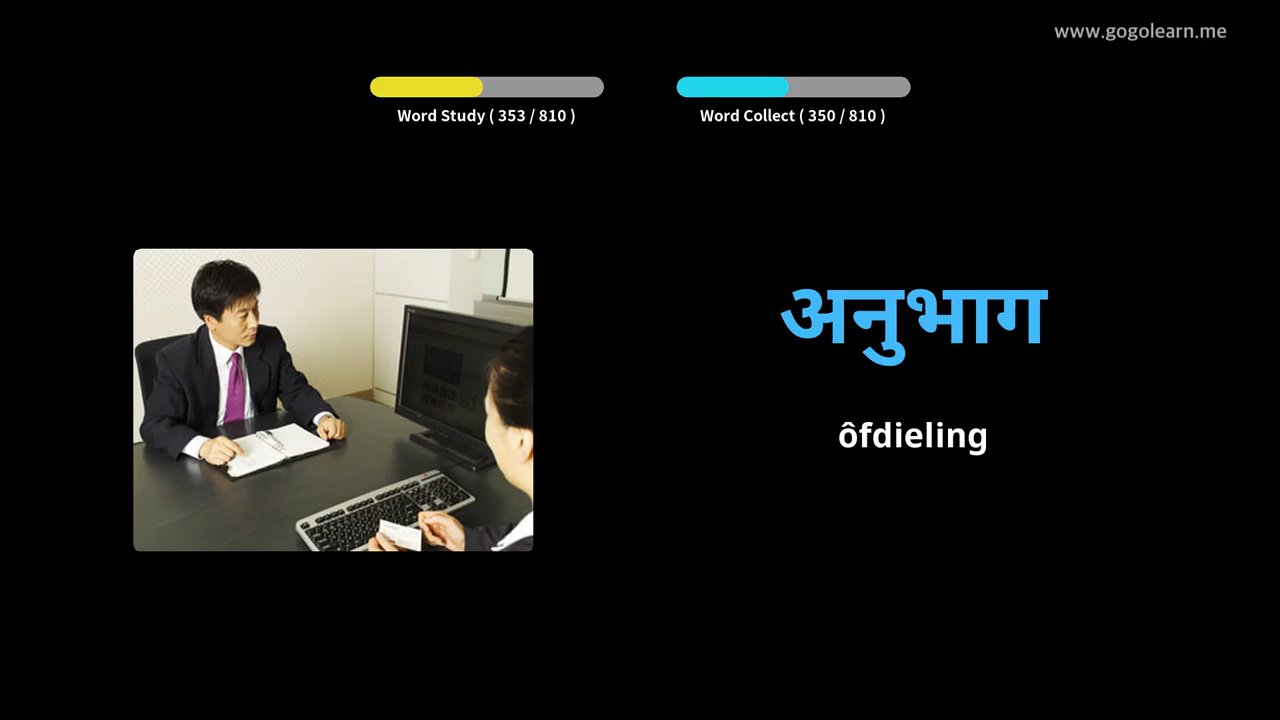 www.gogolearn.me
Word Study ( 353 / 810 )
Word Collect ( 350 / 810 )
अनुभाग
ôfdieling